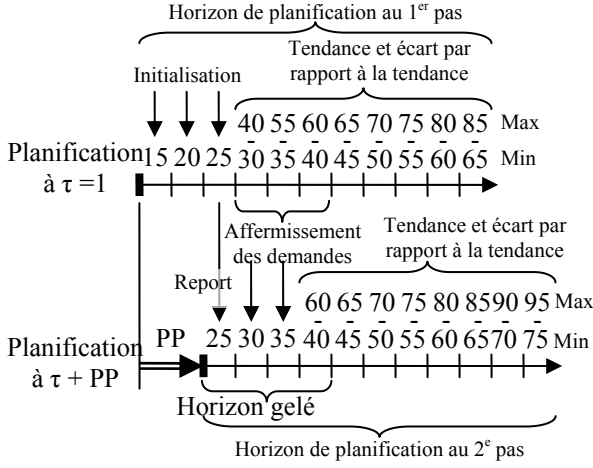 Horizon de planification au 1er pas
Tendance et écart par
rapport à la tendance
Initialisation
40 55 60 65 70 75 80 85 Max
- - - - - - - -
Planification 15 20 25 30 35 40 45 50 55 60 65 Min
à τ =1
Affermissement
des demandes
Tendance et écart par
rapport à la tendance
Report
60 65 70 75 80 85 90 95 Max
- - - - - - - -
Planification PP 25 30 35 40 45 50 55 60 65 70 75 Min
à τ + PP
Horizon gelé
Horizon de planification au 2e pas